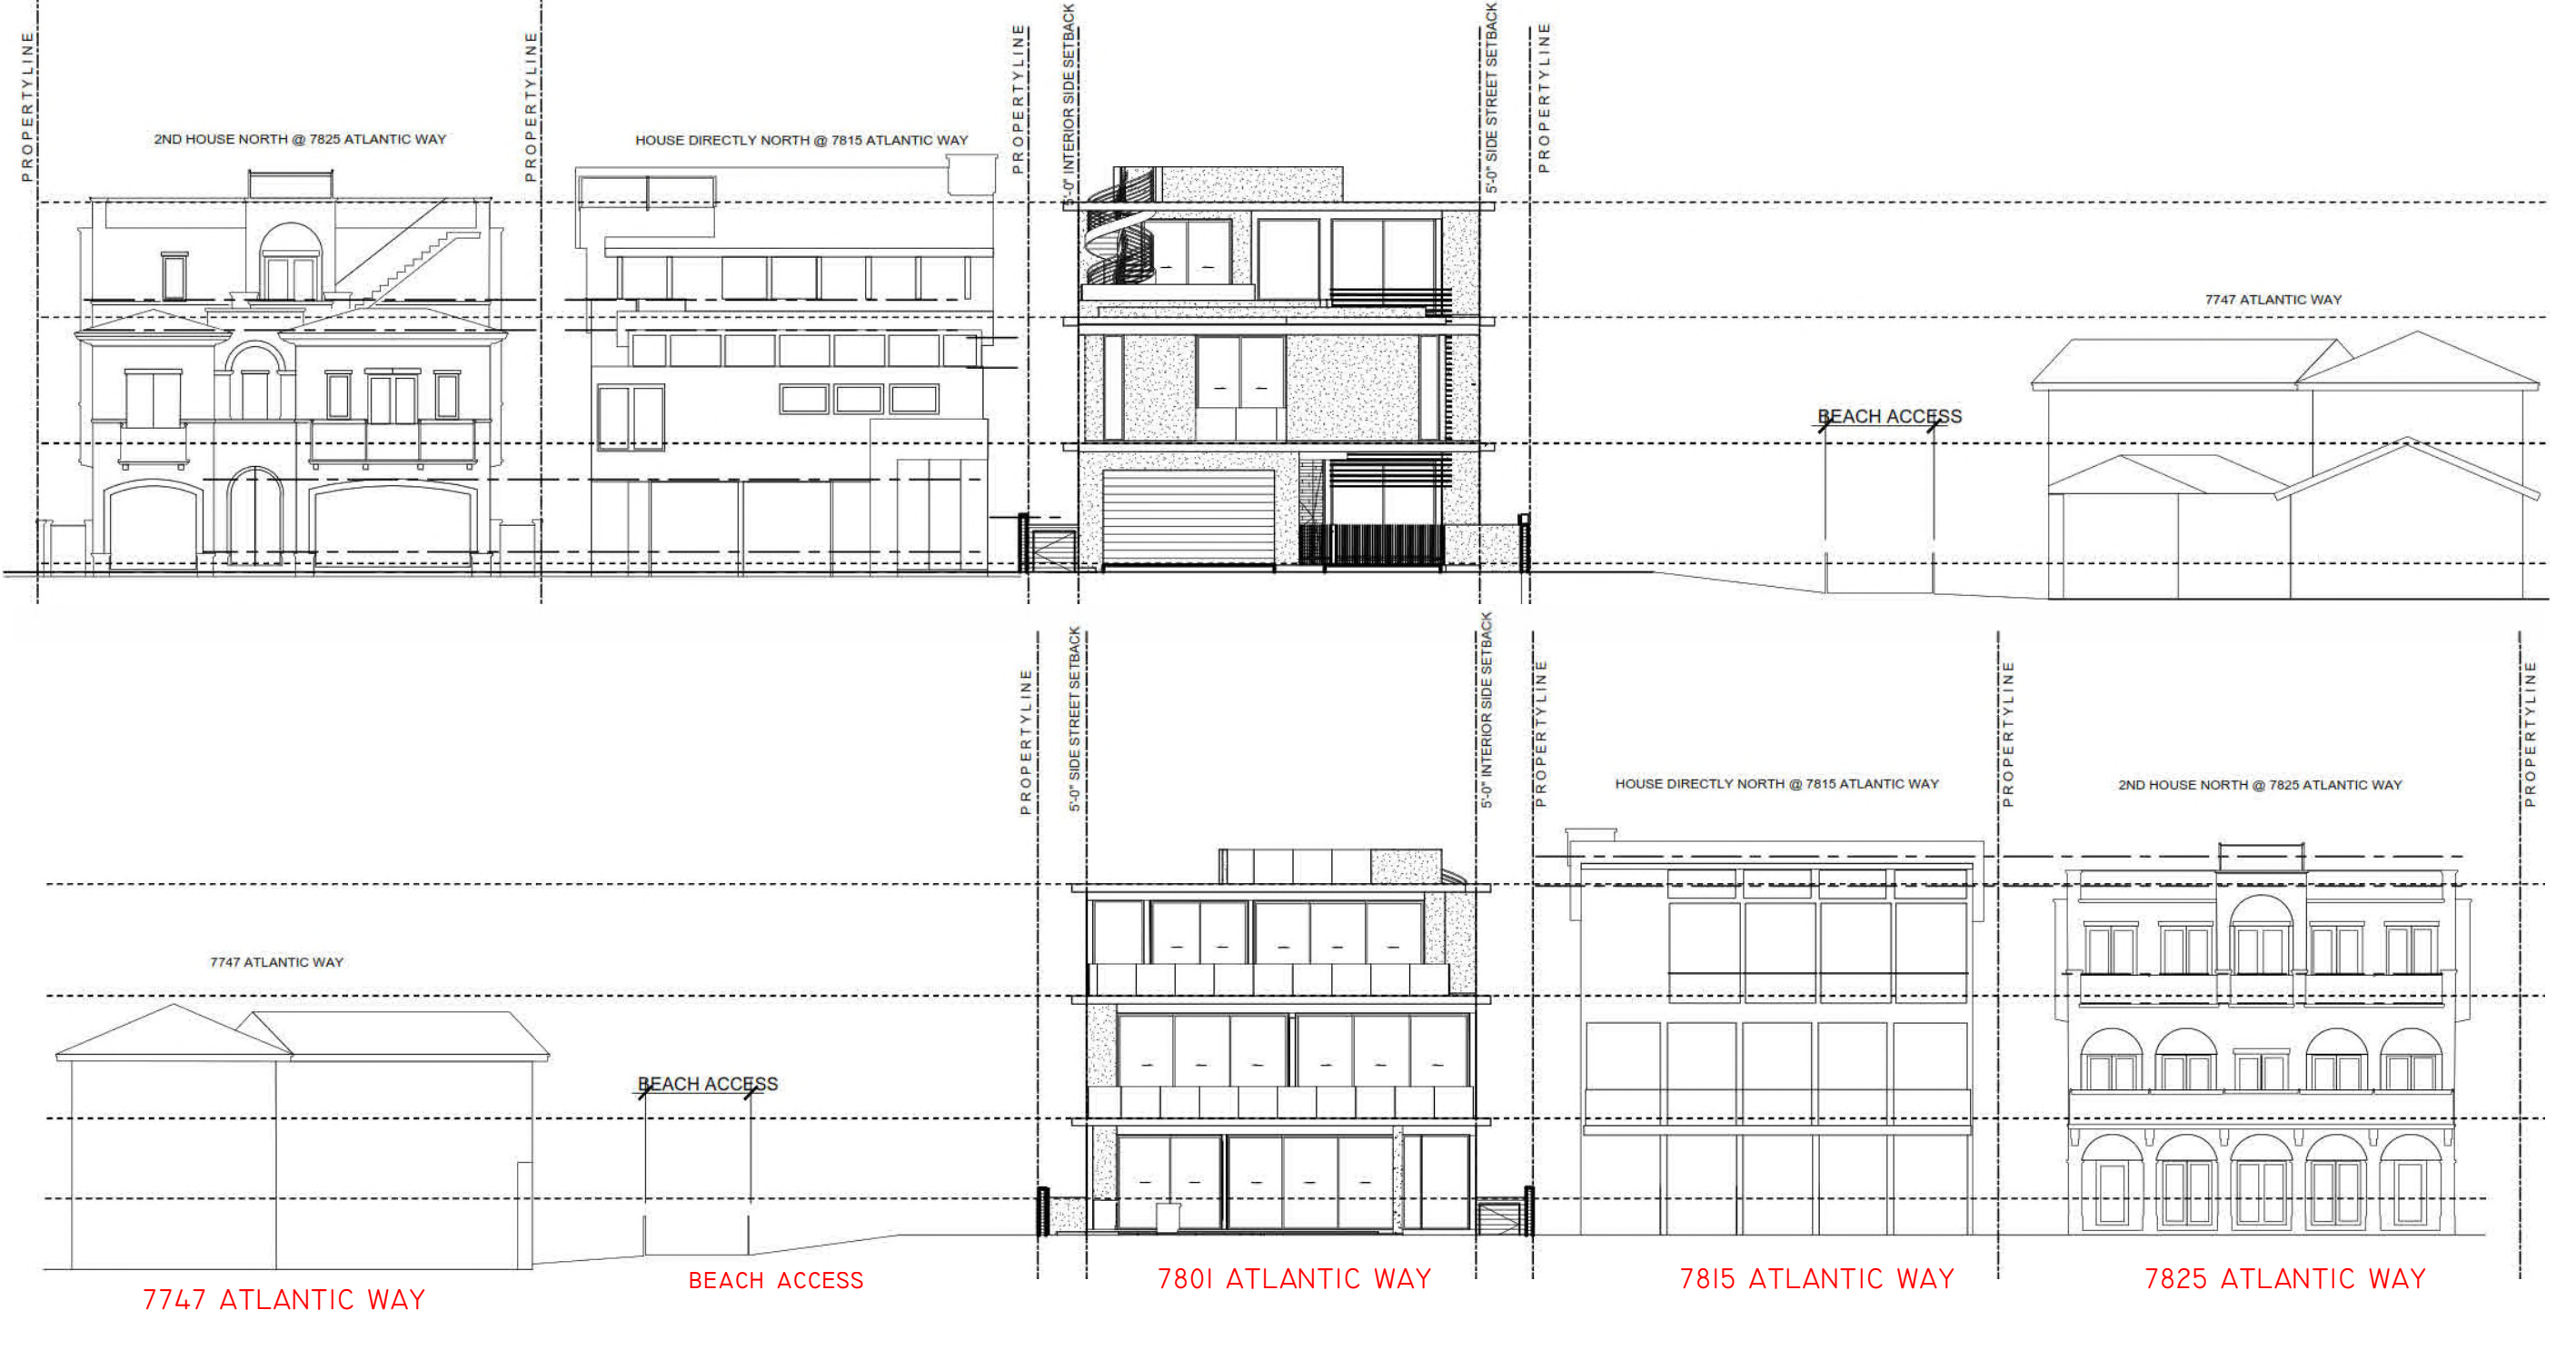 PROPERTYLINE
PROPERTYLINE
PROPERTYLINE
5'-0" INTERIOR SIDE SETBACK
5'-0" SIDE STREET SETBACK
PROPERTYLINE
2ND HOUSE NORTH @ 7825 ATLANTIC WAY
HOUSE DIRECTLY NORTH @ 7815 ATLANTIC WAY
7747 ATLANTIC WAY
BEACH ACCESS
PROPERTYLINE
5'-0" SIDE STREET SETBACK
5'-0" INTERIOR SIDE SETBACK
PROPERTYLINE
PROPERTYLINE
PROPERTYLINE
HOUSE DIRECTLY NORTH @ 7815 ATLANTIC WAY
2ND HOUSE NORTH @ 7825 ATLANTIC WAY
7747 ATLANTIC WAY
BEACH ACCESS
7747 ATLANTIC WAY
BEACH ACCESS
7801 ATLANTIC WAY
7815 ATLANTIC WAY
7825 ATLANTIC WAY